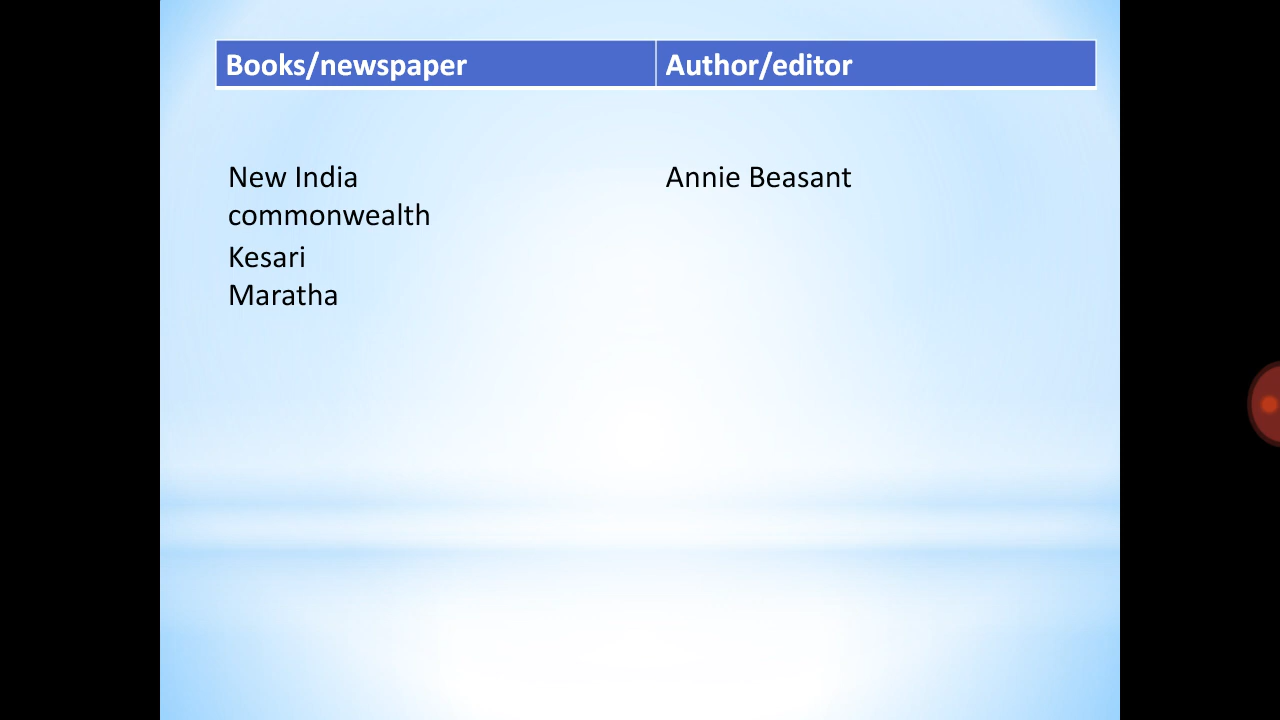 Books/newspaper Author/editor
New India Annie Beasant
commonwealth
Kesari
Maratha